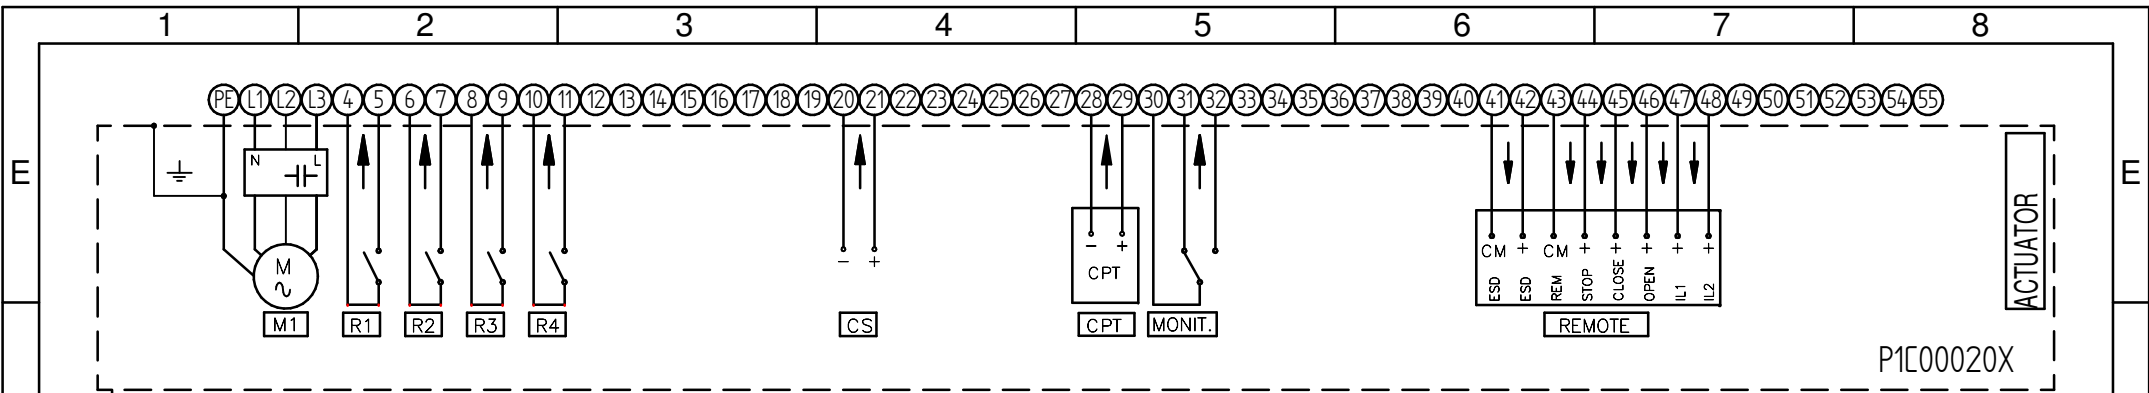 1 2 3 4 5 6 7 8
PE L1 L2 L3 4 5 6 7 8 9 10 11 12 13 14 15 16 17 18 19 20 21 22 23 24 25 26 27 28 29 30 31 32 33 34 35 36 37 38 39 40 41 42 43 44 45 46 47 48 49 50 51 52 53 54 55
E E
N L
M
- +
- +
CPT
CM + CM + + + + +
ESD ESD REM STOP CLOSE OPEN IL1 IL2
ACTUATOR
M1 R1 R2 R3 R4 CS CPT MONIT. REMOTE
P1C00020X